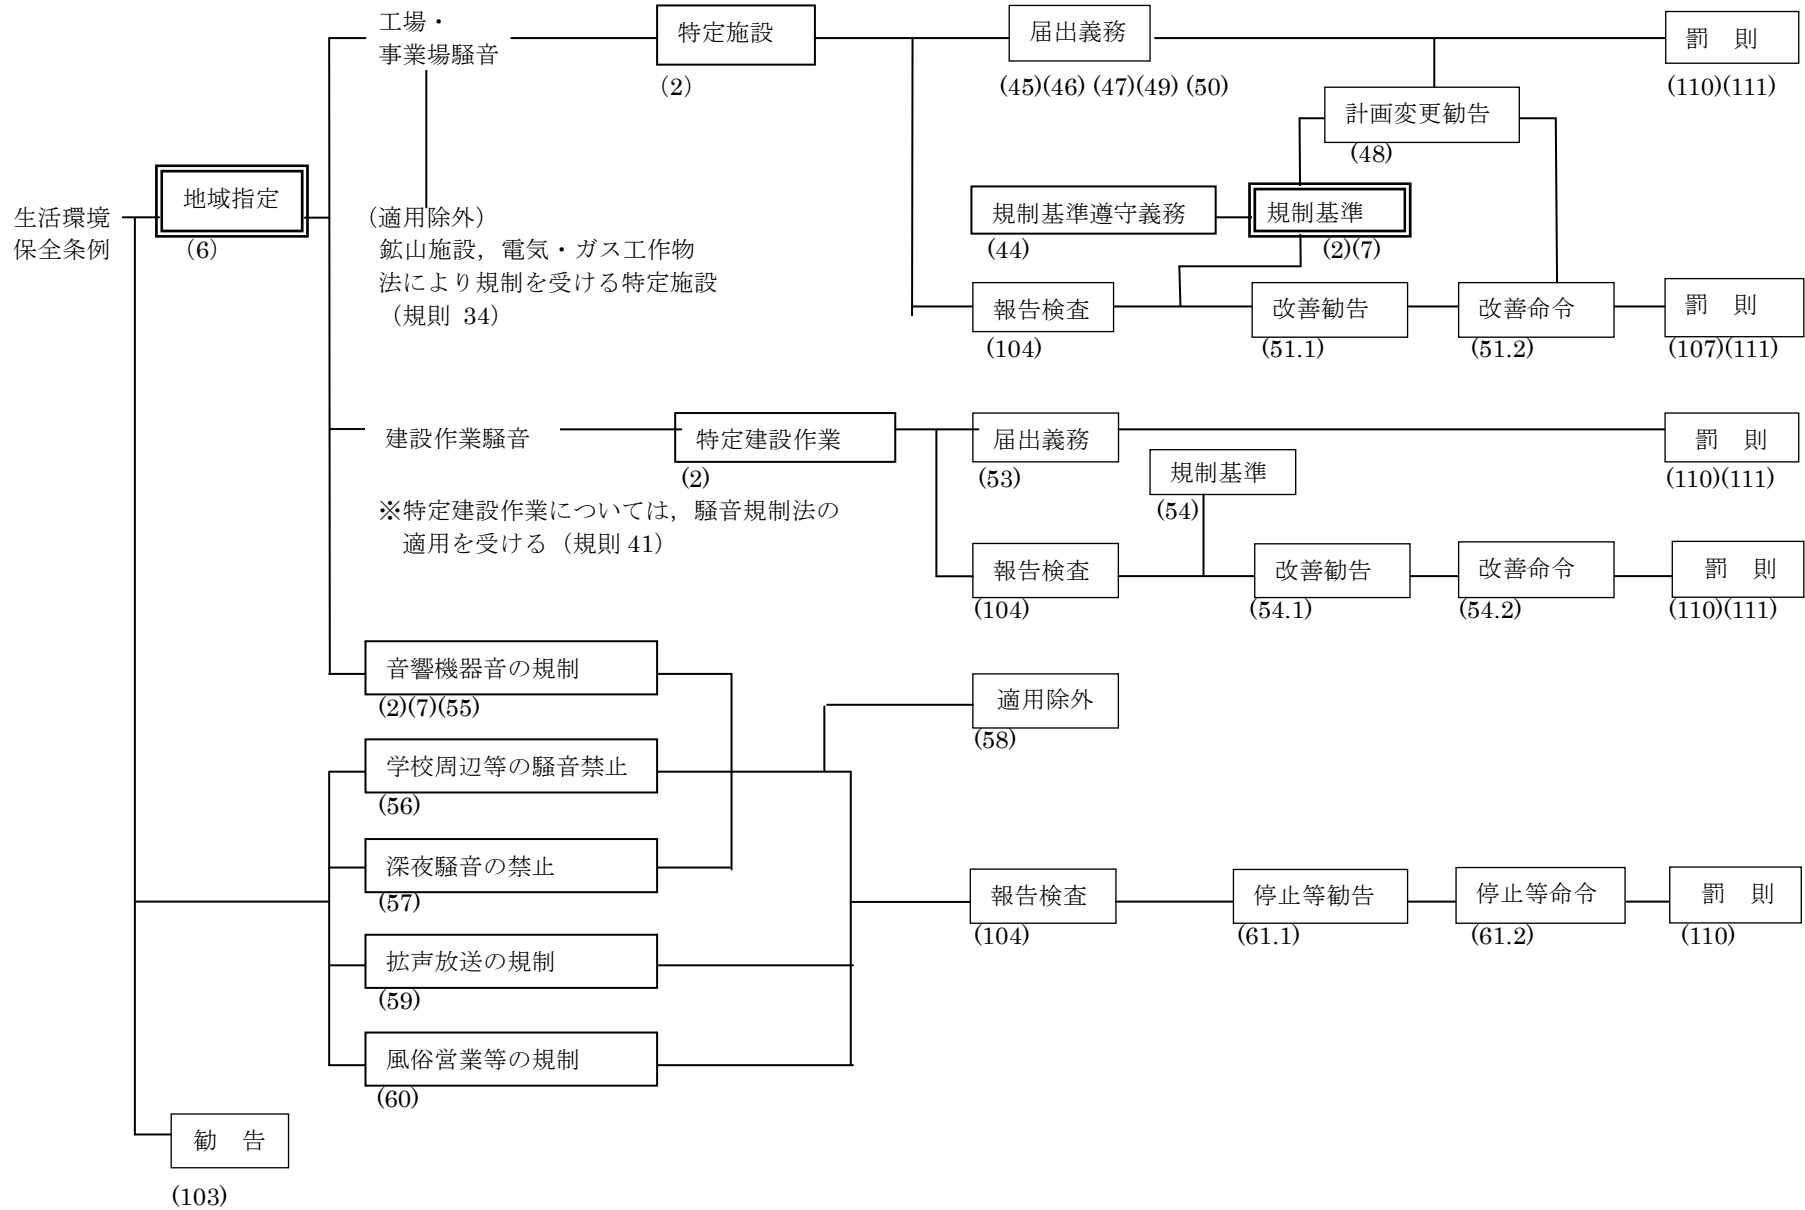 工場・
事業場騒音
特定施設
(2)
届出義務
(45)(46) (47)(49) (50)
罰　則
(110)(111)
計画変更勧告
(48)
生活環境
保全条例
地域指定
(6)
（適用除外）
鉱山施設，電気・ガス工作物
法により規制を受ける特定施設
（規則 34）
規制基準遵守義務
(44)
規制基準
(2)(7)
報告検査
(104)
改善勧告
(51.1)
改善命令
(51.2)
罰　則
(107)(111)
建設作業騒音
特定建設作業
(2)
届出義務
(53)
規制基準
(54)
罰　則
(110)(111)
※特定建設作業については，騒音規制法の
適用を受ける（規則 41）
報告検査
(104)
改善勧告
(54.1)
改善命令
(54.2)
罰　則
(110)(111)
音響機器音の規制
(2)(7)(55)
適用除外
(58)
学校周辺等の騒音禁止
(56)
深夜騒音の禁止
(57)
報告検査
(104)
停止等勧告
(61.1)
停止等命令
(61.2)
罰　則
(110)
拡声放送の規制
(59)
風俗営業等の規制
(60)
勧　告
(103)